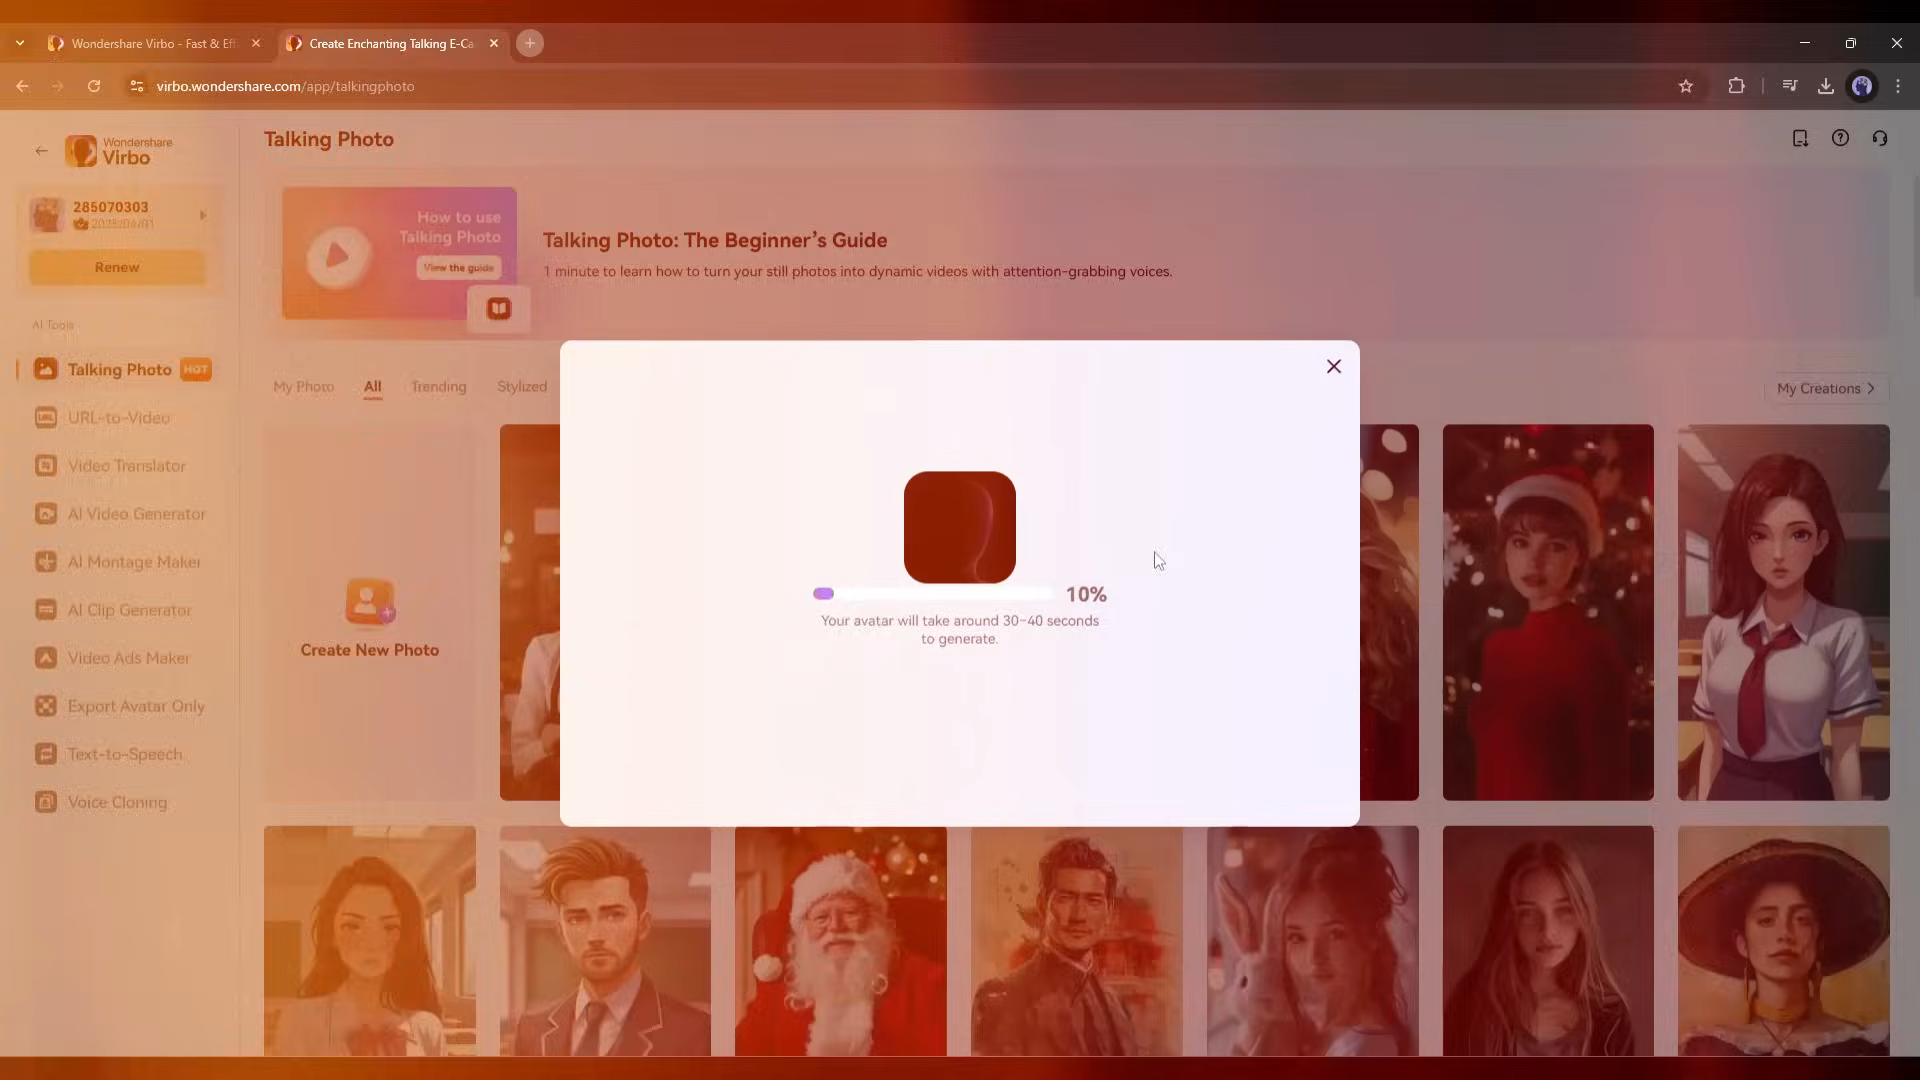 Wondershare Virbo - Fast & Eff
Create Enchanting Talking E-Ca
virbo.wondershare.com/app/talkingphoto
Wondershare
Virbo
Talking Photo
285070303
Renew
How to use
Talking Photo
View the guide
Talking Photo: The Beginner’s Guide
1 minute to learn how to turn your still photos into dynamic videos with attention-grabbing voices.
AI Tools
Talking Photo HOT
URL-to-Video
Video Translator
AI Video Generator
AI Montage Maker
AI Clip Generator
Video Ads Maker
Export Avatar Only
Text-to-Speech
Voice Cloning
My Photo All Trending Stylized
My Creations
Create New Photo
10%
Your avatar will take around 30-40 seconds
to generate.